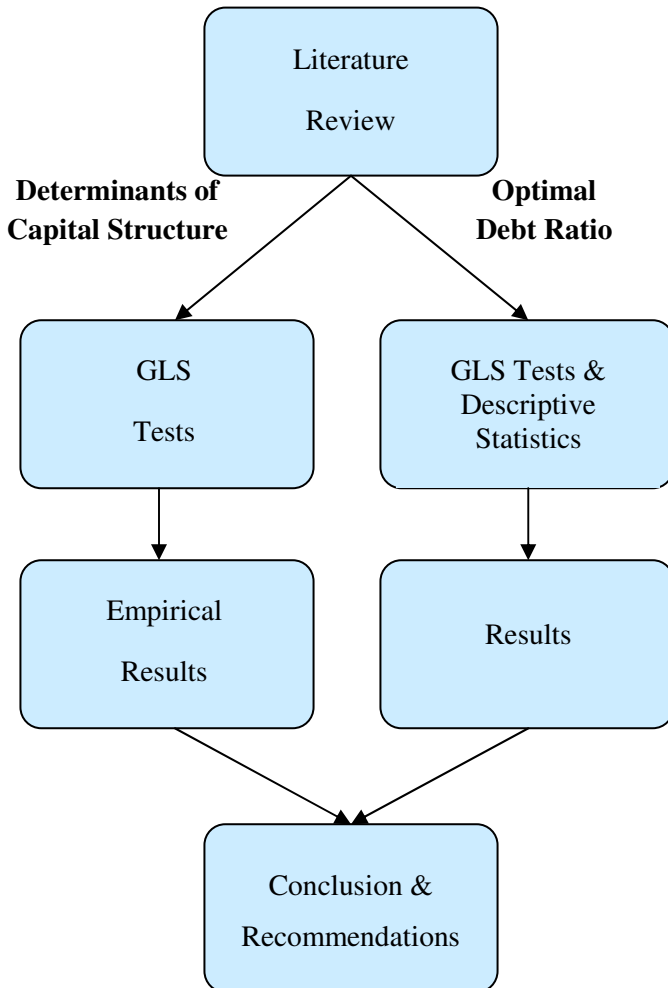 Literature
Review
Determinants of
Capital Structure
Optimal
Debt Ratio
GLS
Tests
GLS Tests &
Descriptive
Statistics
Empirical
Results
Results
Conclusion &
Recommendations